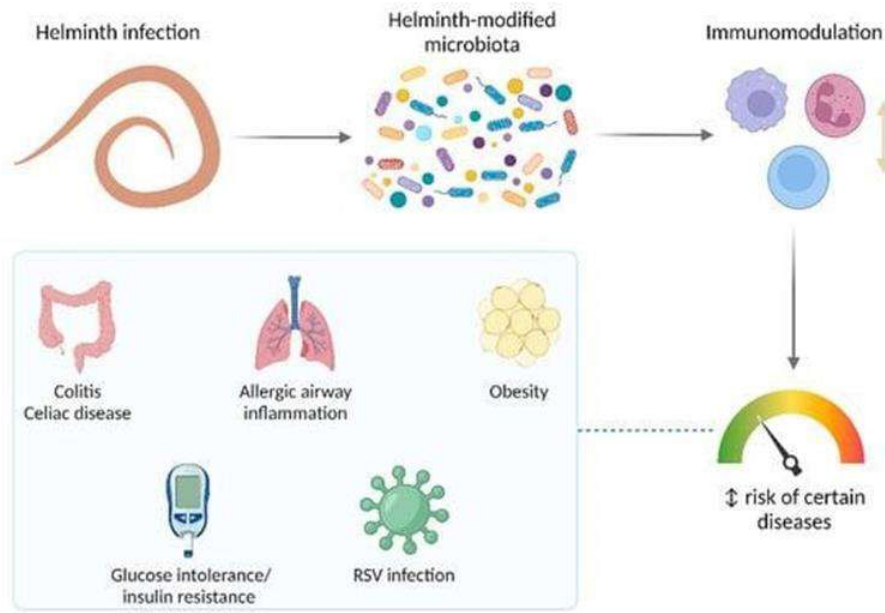 Helminth infection
Helminth-modified
microbiota
Immunomodulation
Colitis
Celiac disease
Allergic airway
inflammation
Obesity
Glucose intolerance/
insulin resistance
RSV infection
↕ risk of certain
diseases